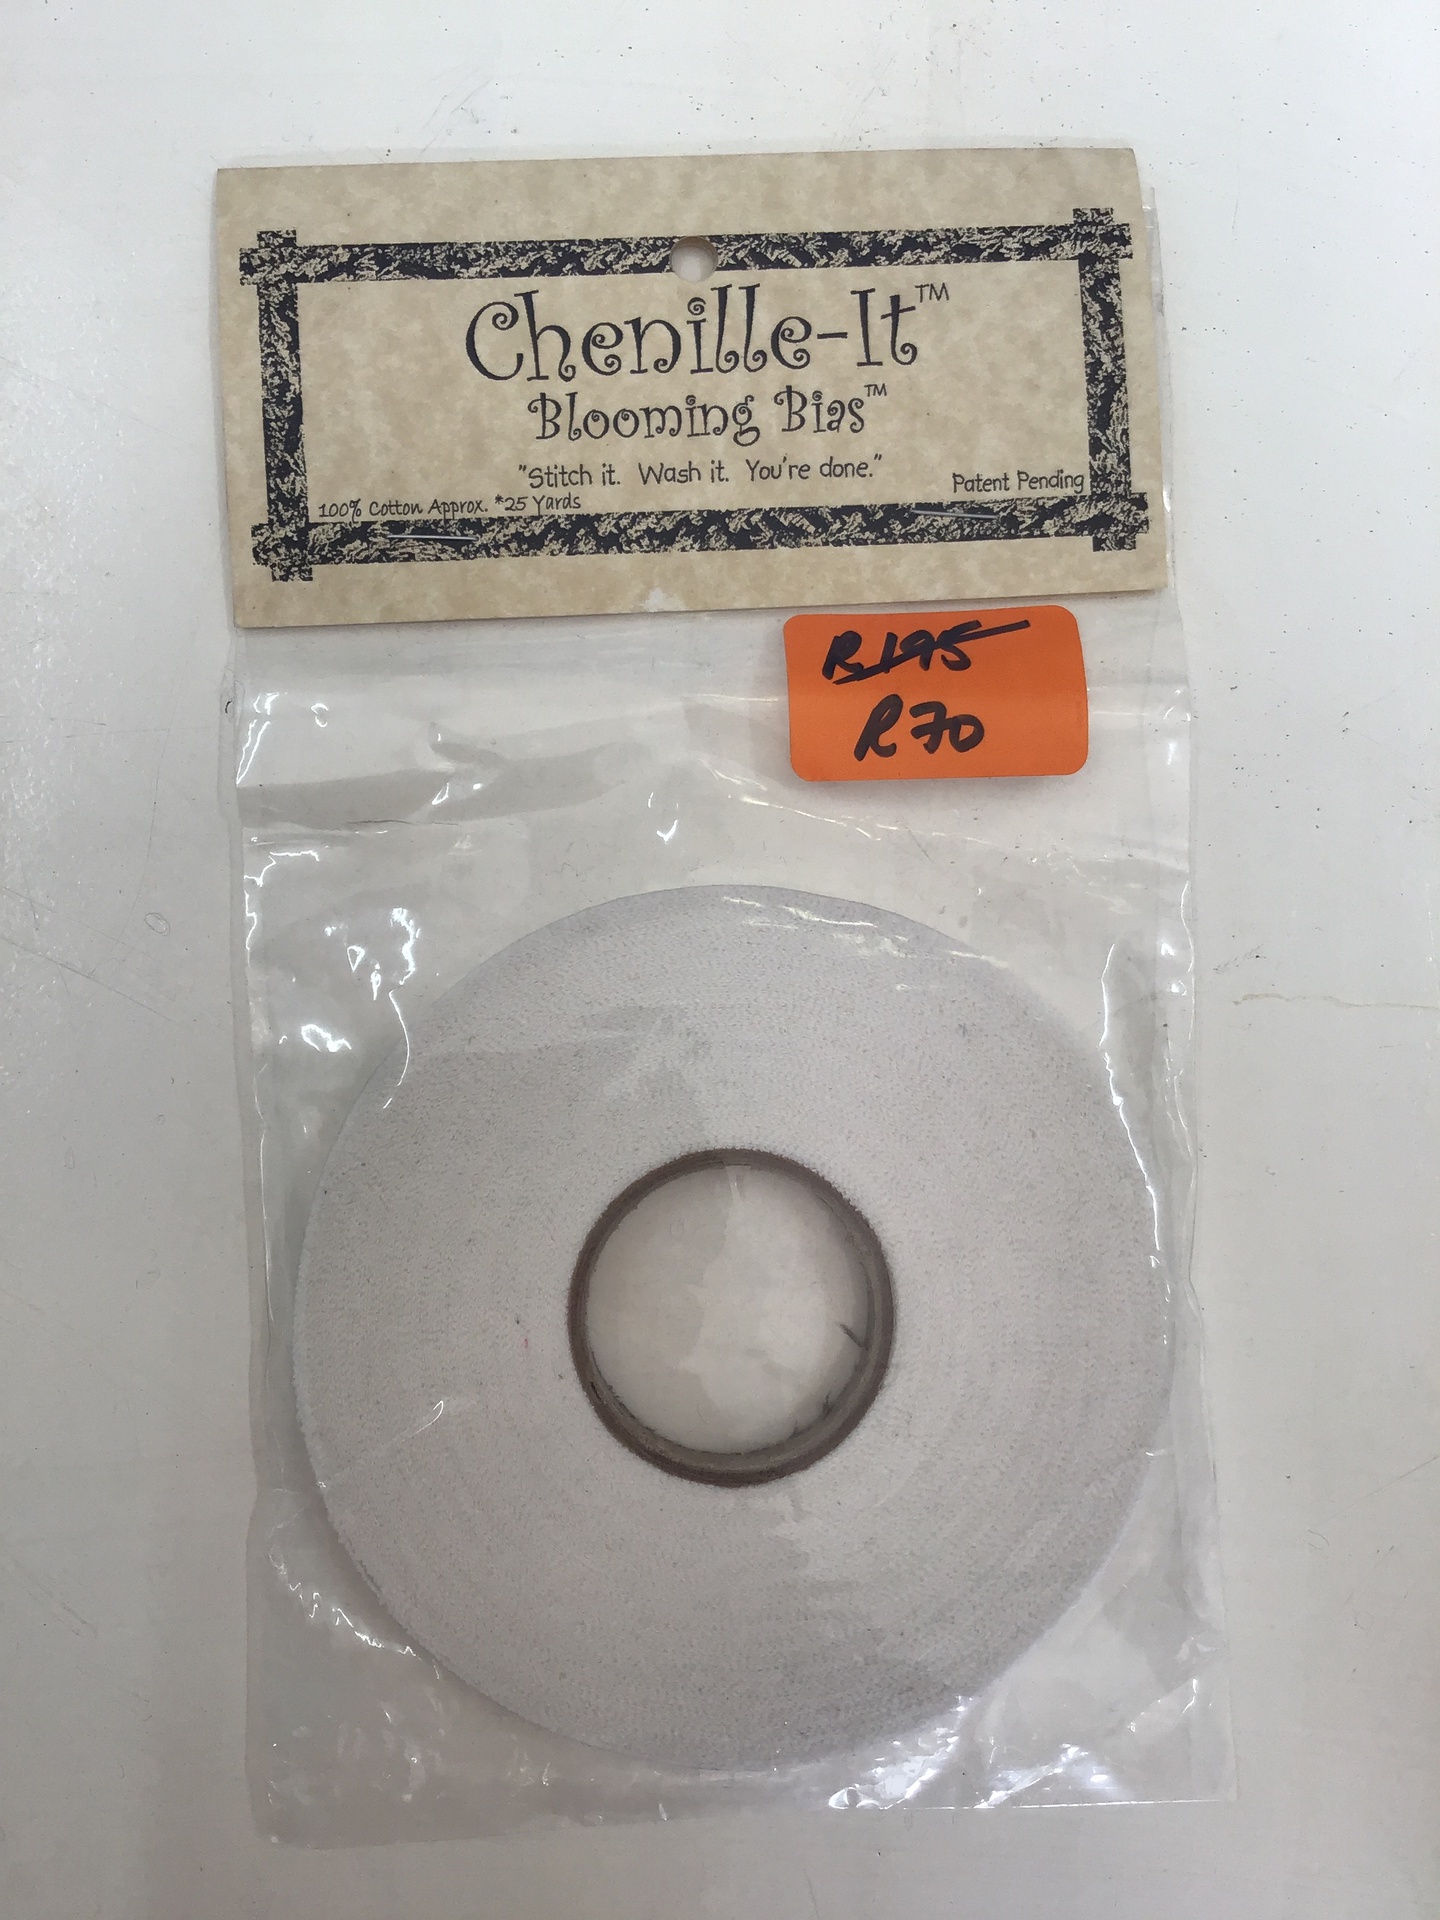 Chenille-It™
Blooming Bias™
"Stitch it. Wash it. You're done."
Patent Pending
100% Cotton Approx. *25 Yards
R195
R70